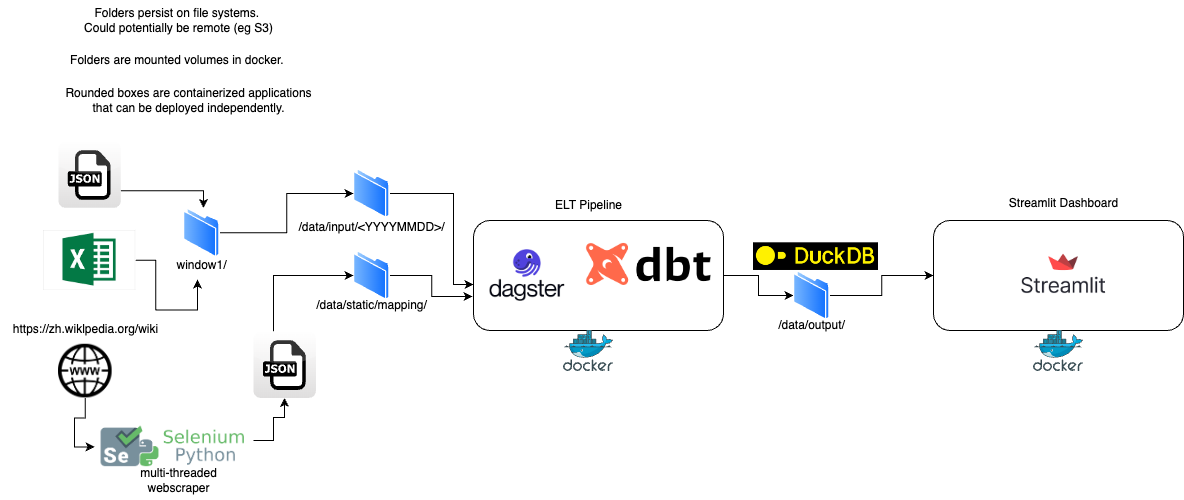 Folders persist on file systems.
Could potentially be remote (eg S3)
Folders are mounted volumes in docker.
Rounded boxes are containerized applications
that can be deployed independently.
JSON
window1/
https://zh.wiklpedia.org/wiki
WWW
Se
Selenium
Python
multi-threaded
webscraper
JSON
/data/input/<YYYYMMDD>/
/data/static/mapping/
ELT Pipeline
dagster
dbt
docker
DuckDB
/data/output/
Streamlit Dashboard
Streamlit
docker